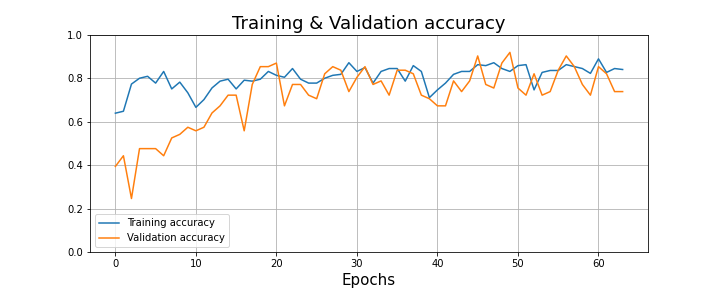 Training & Validation accuracy
1.0
0.8
0.6
0.4
0.2
0.0
Training accuracy
Validation accuracy
0 10 20 30 40 50 60
Epochs